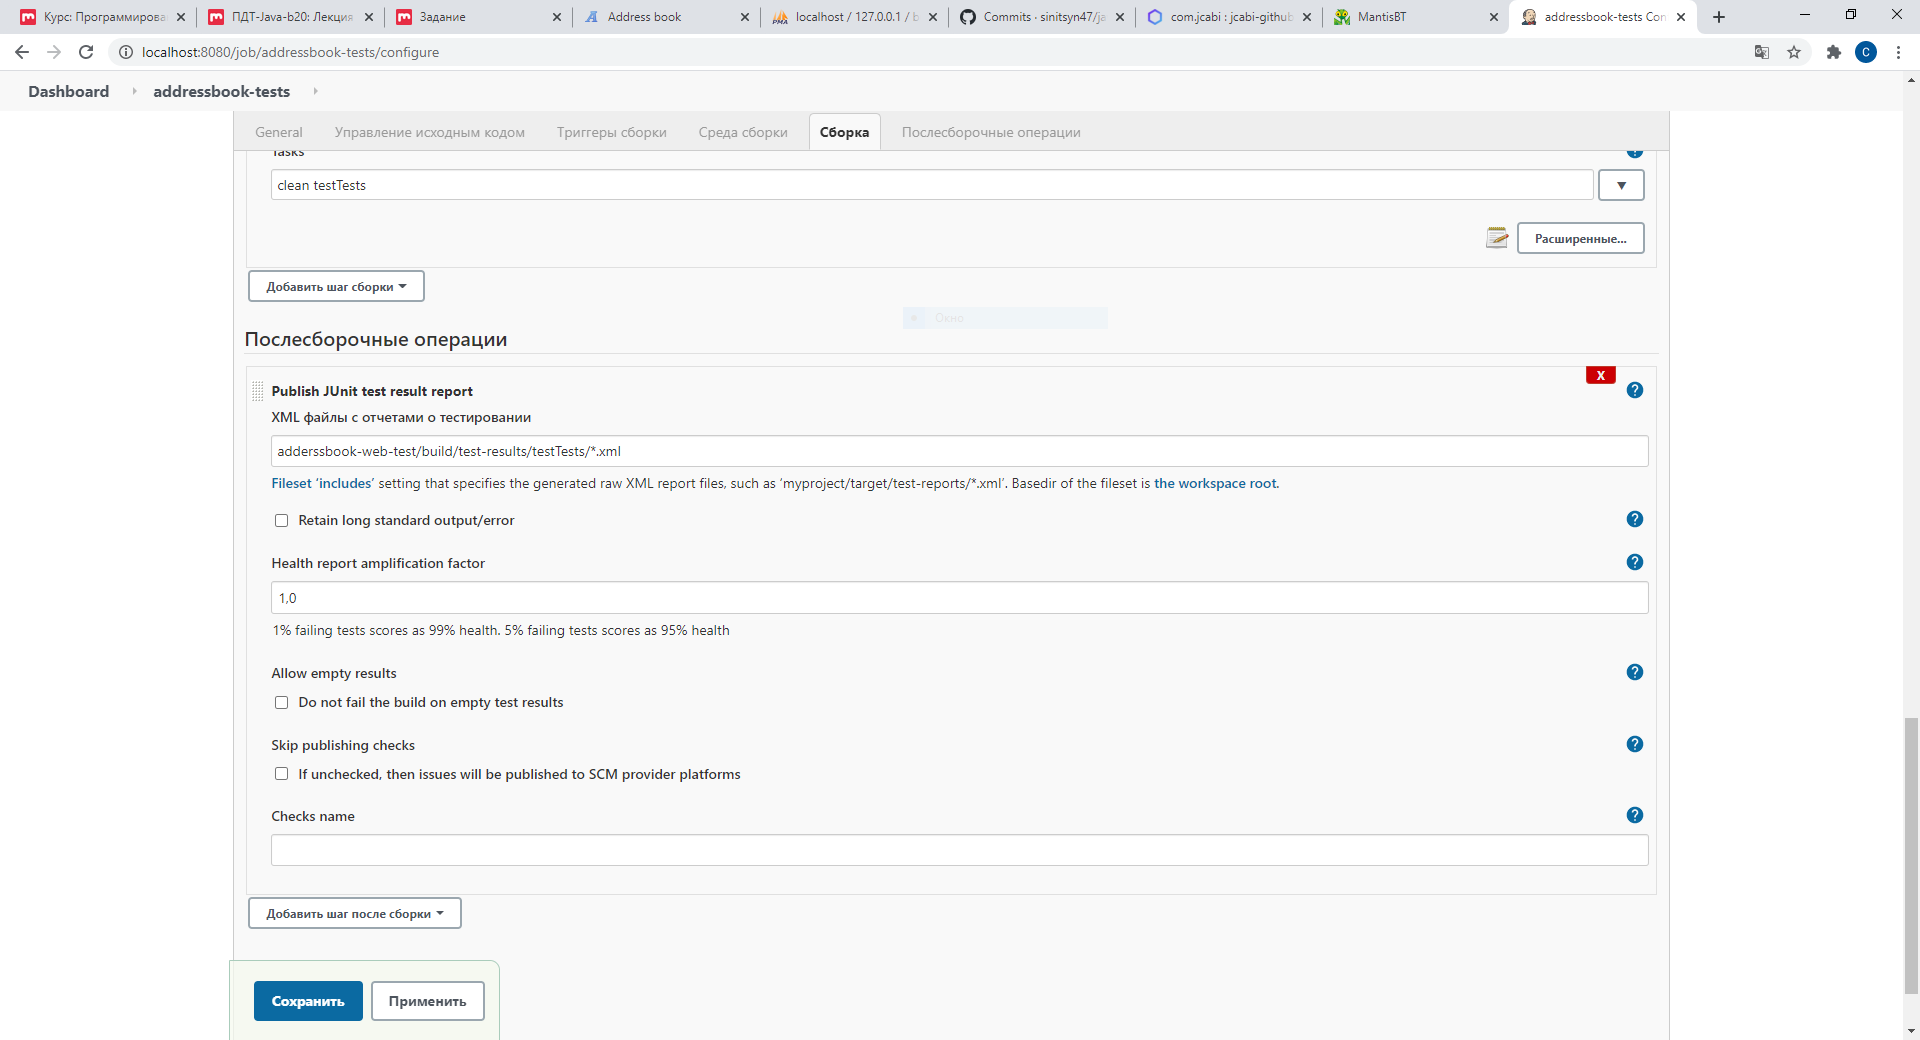 Курс: Программирова
ПДТ-Java-b20: Лекция
Задание
Address book
localhost / 127.0.0.1 / b
Commits · sinitsyn47/ja
com.jcabi : jcabi-github
MantisBT
addressbook-tests Con
localhost:8080/job/addressbook-tests/configure
C
Dashboard
addressbook-tests
General
Управление исходным кодом
Триггеры сборки
Среда сборки
Сборка
Послесборочные операции
Tasks
clean testTests
Расширенные...
Добавить шаг сборки
Окно
Послесборочные операции
X
Publish JUnit test result report
XML файлы с отчетами о тестировании
adderssbook-web-test/build/test-results/testTests/*.xml
Fileset ‘includes’ setting that specifies the generated raw XML report files, such as ‘myproject/target/test-reports/*.xml’. Basedir of the fileset is the workspace root.
Retain long standard output/error
Health report amplification factor
1,0
1% failing tests scores as 99% health. 5% failing tests scores as 95% health
Allow empty results
Do not fail the build on empty test results
Skip publishing checks
If unchecked, then issues will be published to SCM provider platforms
Checks name
Добавить шаг после сборки
Сохранить
Применить